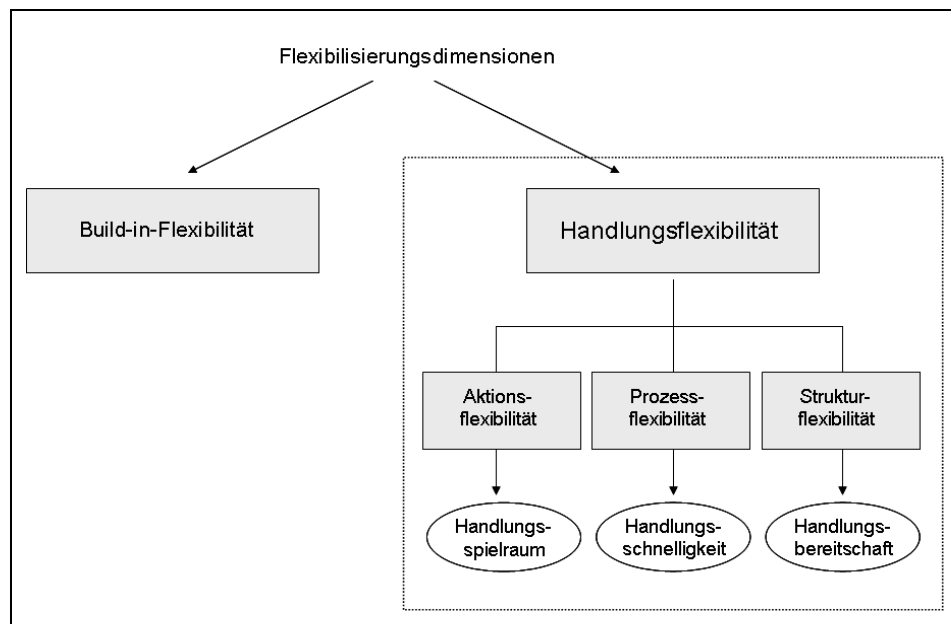 Flexibilisierungsdimensionen
Build-in-Flexibilität
Handlungsflexibilität
Aktions-
flexibilität
Prozess-
flexibilität
Struktur-
flexibilität
Handlungs-
spielraum
Handlungs-
schnelligkeit
Handlungs-
bereitschaft